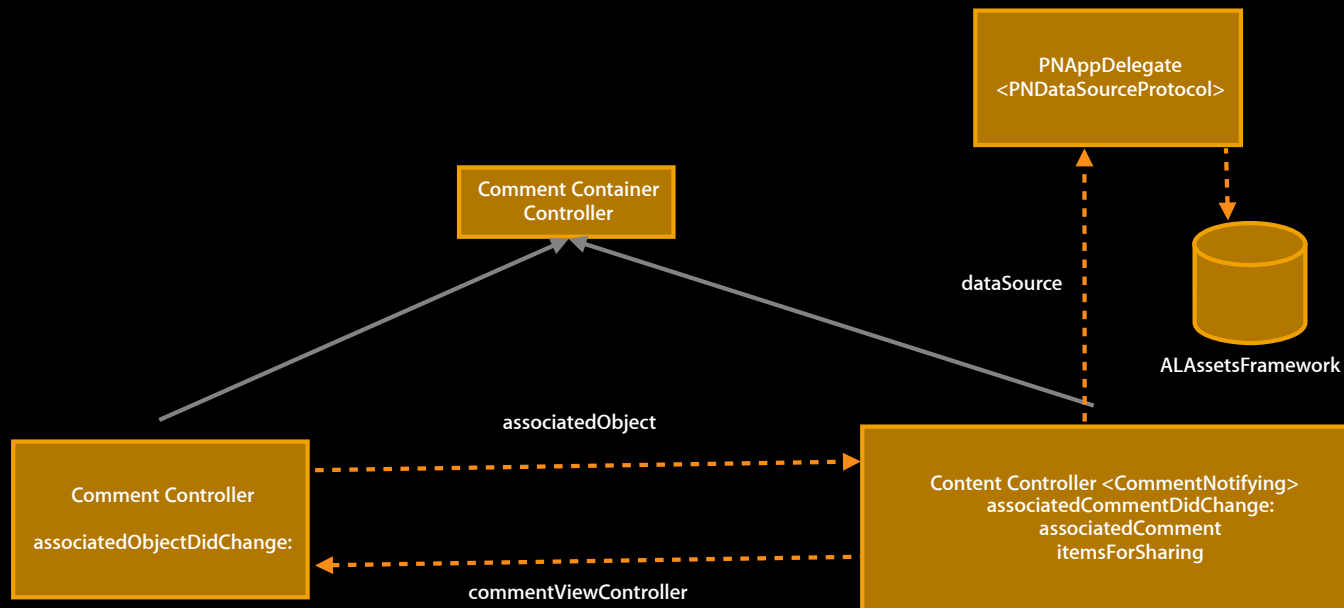 PNAppDelegate
<PNDataSourceProtocol>
Comment Container
Controller
dataSource
ALAssetsFramework
associatedObject
Comment Controller
associatedObjectDidChange:
Content Controller <CommentNotifying>
associatedCommentDidChange:
associatedComment
itemsForSharing
commentViewController